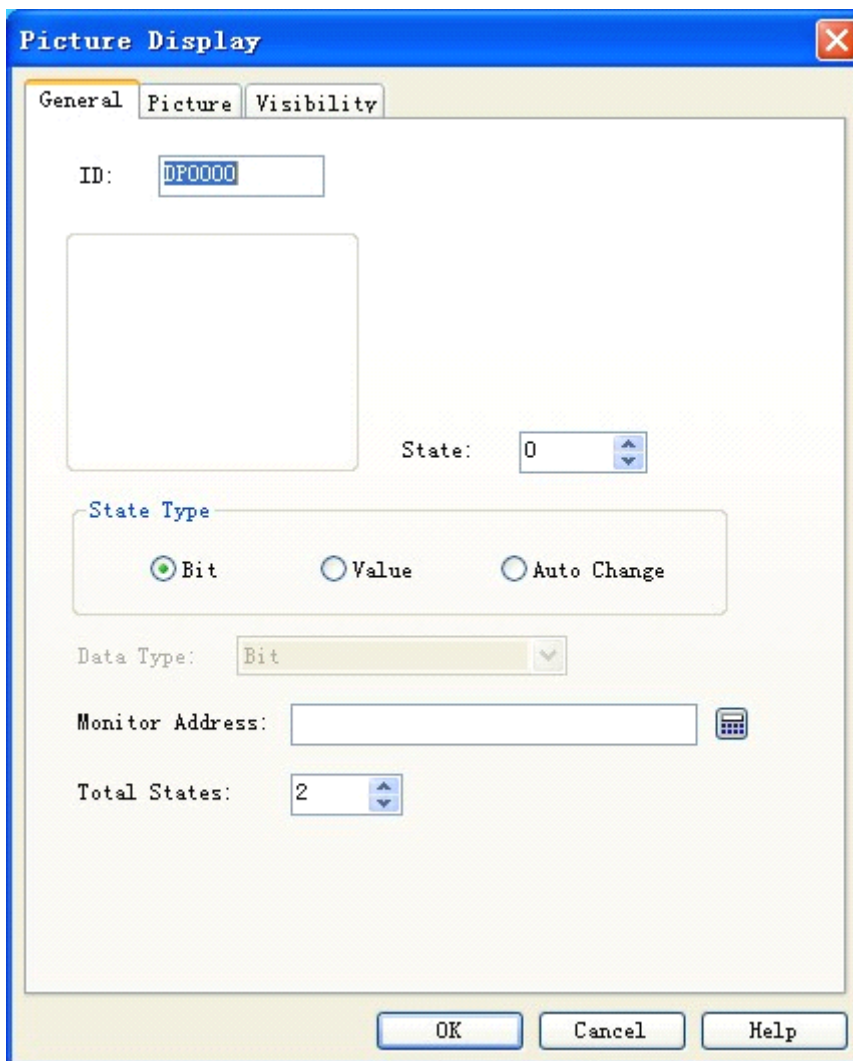 Picture Display
General Picture Visibility
ID: DP0000
State: 0
State Type
Bit Value Auto Change
Data Type: Bit
Monitor Address:
Total States: 2
OK Cancel Help